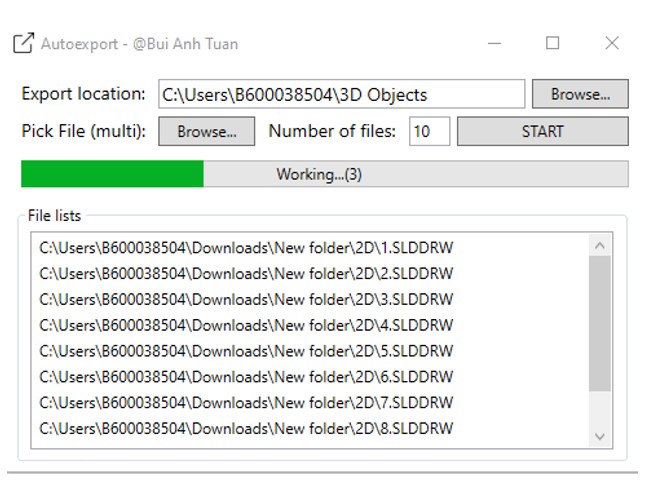 Autoexport - @Bui Anh Tuan
Export location: C:\Users\B600038504\3D Objects Browse...
Pick File (multi): Browse... Number of files: 10 START
Working...(3)
File lists
C:\Users\B600038504\Downloads\New folder\2D\1.SLDDRW
C:\Users\B600038504\Downloads\New folder\2D\2.SLDDRW
C:\Users\B600038504\Downloads\New folder\2D\3.SLDDRW
C:\Users\B600038504\Downloads\New folder\2D\4.SLDDRW
C:\Users\B600038504\Downloads\New folder\2D\5.SLDDRW
C:\Users\B600038504\Downloads\New folder\2D\6.SLDDRW
C:\Users\B600038504\Downloads\New folder\2D\7.SLDDRW
C:\Users\B600038504\Downloads\New folder\2D\8.SLDDRW